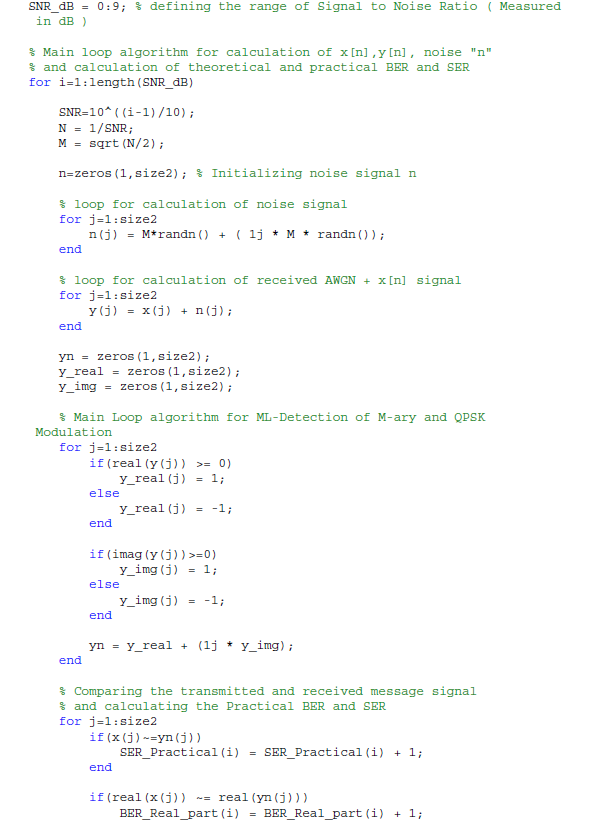 SNR_dB = 0:9; % defining the range of Signal to Noise Ratio ( Measured
in dB )
% Main loop algorithm for calculation of x[n],y[n], noise "n"
% and calculation of theoretical and practical BER and SER
for i=1:length(SNR_dB)
SNR=10^((i-1)/10);
N = 1/SNR;
M = sqrt(N/2);
n=zeros(1,size2); % Initializing noise signal n
% loop for calculation of noise signal
for j=1:size2
n(j) = M*randn() + ( 1j * M * randn());
end
% loop for calculation of received AWGN + x[n] signal
for j=1:size2
y(j) = x(j) + n(j);
end
yn = zeros(1,size2);
y_real = zeros(1,size2);
y_img = zeros(1,size2);
% Main Loop algorithm for ML-Detection of M-ary and QPSK
Modulation
for j=1:size2
if(real(y(j)) >= 0)
y_real(j) = 1;
else
y_real(j) = -1;
end
if(imag(y(j))>=0)
y_img(j) = 1;
else
y_img(j) = -1;
end
yn = y_real + (1j * y_img);
end
% Comparing the transmitted and received message signal
% and calculating the Practical BER and SER
for j=1:size2
if(x(j)~=yn(j))
SER_Practical(i) = SER_Practical(i) + 1;
end
if(real(x(j)) ~= real(yn(j)))
BER_Real_part(i) = BER_Real_part(i) + 1;